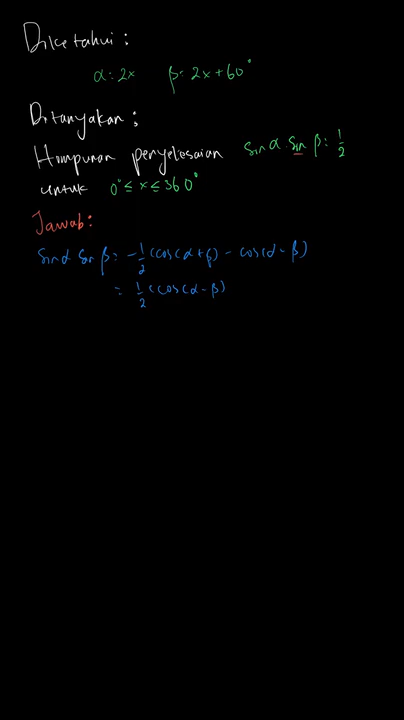 Diketahui:
α = 2x β = 2x + 60°
Ditanyakan:
Himpunan penyelesaian sin α . sin β = 1/2
untuk 0° ≤ x ≤ 360°
Jawab:
sin α sin β = -1/2 (cos(α + β) - cos(α - β)
= 1/2 (cos(α - β)